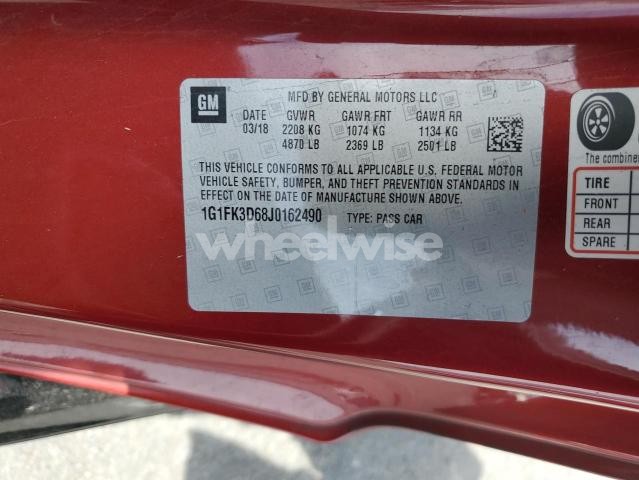 GM
MFD BY GENERAL MOTORS LLC
DATE GVWR GAWR FRT GAWR RR
03/18 2208 KG 1074 KG 1134 KG
4870 LB 2369 LB 2501 LB
THIS VEHICLE CONFORMS TO ALL APPLICABLE U.S. FEDERAL MOTOR
VEHICLE SAFETY, BUMPER, AND THEFT PREVENTION STANDARDS
IN EFFECT ON THE DATE OF MANUFACTURE SHOWN ABOVE.
1G1FK3D68J0162490 TYPE: PASS CAR
wheelwise
The combine
TIRE
FRONT
REAR
SPARE